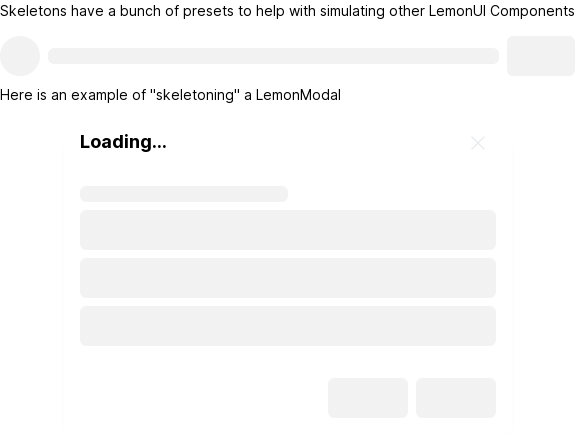 Skeletons have a bunch of presets to help with simulating other LemonUI Components
Here is an example of "skeletoning" a LemonModal
Loading...